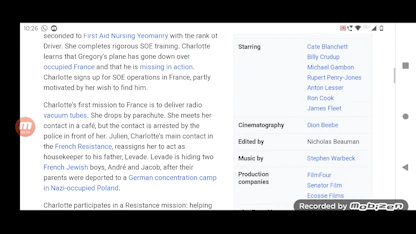 10:26
seconded to First Aid Nursing Yeomanry with the rank of
Driver. She completes rigorous SOE training. Charlotte
learns that Gregory's plane has gone down over
occupied France and that he is missing in action.
Charlotte signs up for SOE operations in France, partly
motivated by her wish to find him.
Charlotte's first mission to France is to deliver radio
vacuum tubes. She drops by parachute. She meets her
contact in a café, but the contact is arrested by the
police in front of her. Julien, Charlotte's main contact
in the French Resistance, reassigns her to act as
housekeeper to his father, Levade. Levade is hiding two
French Jewish boys, André and Jacob, after their
parents were deported to a German concentration camp
in Nazi-occupied Poland.
Charlotte participates in a Resistance mission: helping
Starring
Cate Blanchett
Billy Crudup
Michael Gambon
Rupert Penry-Jones
Anton Lesser
Ron Cook
James Fleet
Cinematography
Dion Beebe
Edited by
Nicholas Beauman
Music by
Stephen Warbeck
Production
companies
FilmFour
Senator Film
Ecosse Films
Recorded by
Mobizen